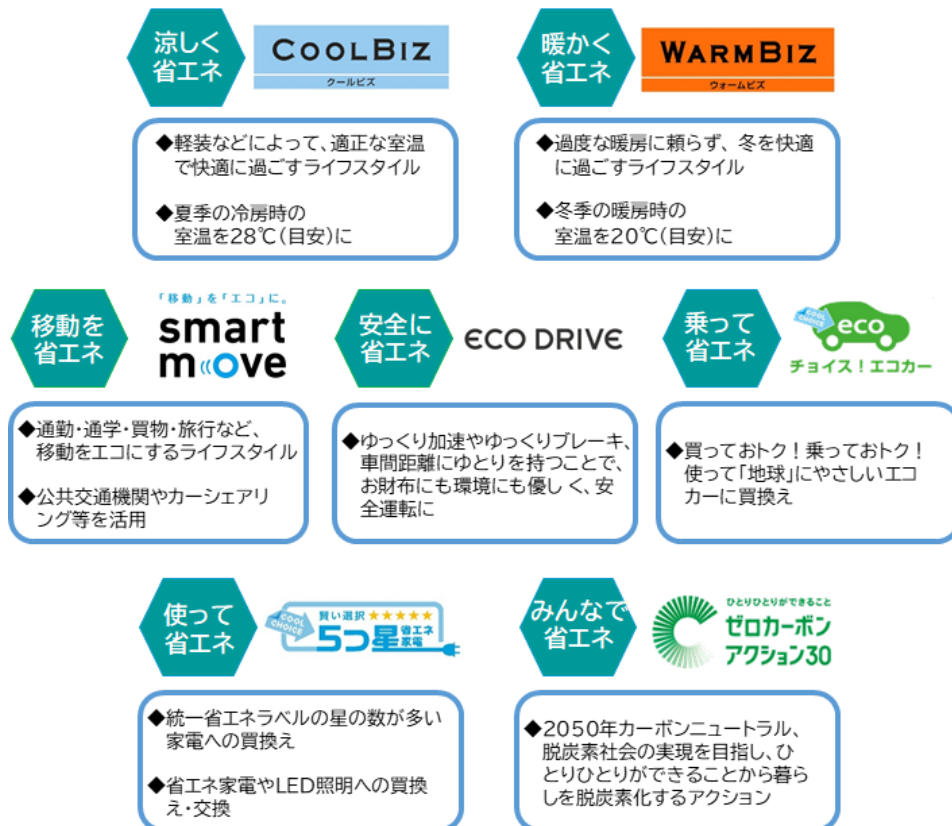 涼しく
省エネ
COOLBIZ
クールビズ
◆軽装などによって、適正な室温
で快適に過ごすライフスタイル
◆夏季の冷房時の
室温を28℃(目安)に
暖かく
省エネ
WARMBIZ
ウォームビズ
◆過度な暖房に頼らず、冬を快適
に過ごすライフスタイル
◆冬季の暖房時の
室温を20℃(目安)に
移動を
省エネ
「移動」を「エコ」に。
smart
move
◆通勤・通学・買物・旅行など、
移動をエコにするライフスタイル
◆公共交通機関やカーシェアリ
ング等を活用
安全に
省エネ
ECO DRIVE
◆ゆっくり加速やゆっくりブレーキ、
車間距離にゆとりを持つことで、
お財布にも環境にも優しく、安
全運転に
乗って
省エネ
COOL
CHOICE
eco
チョイス！エコカー
◆買っておトク！乗っておトク！
使って「地球」にやさしいエコ
カーに買換え
使って
省エネ
COOL
CHOICE
賢い選択 ★★★★★
5つ星 省エネ
家電
◆統一省エネラベルの星の数が多い
家電への買換え
◆省エネ家電やLED照明への買換
え・交換
みんなで
省エネ
ひとりひとりができること
ゼロカーボン
アクション30
◆2050年カーボンニュートラル、
脱炭素社会の実現を目指し、ひ
とりひとりができることから暮ら
しを脱炭素化するアクション